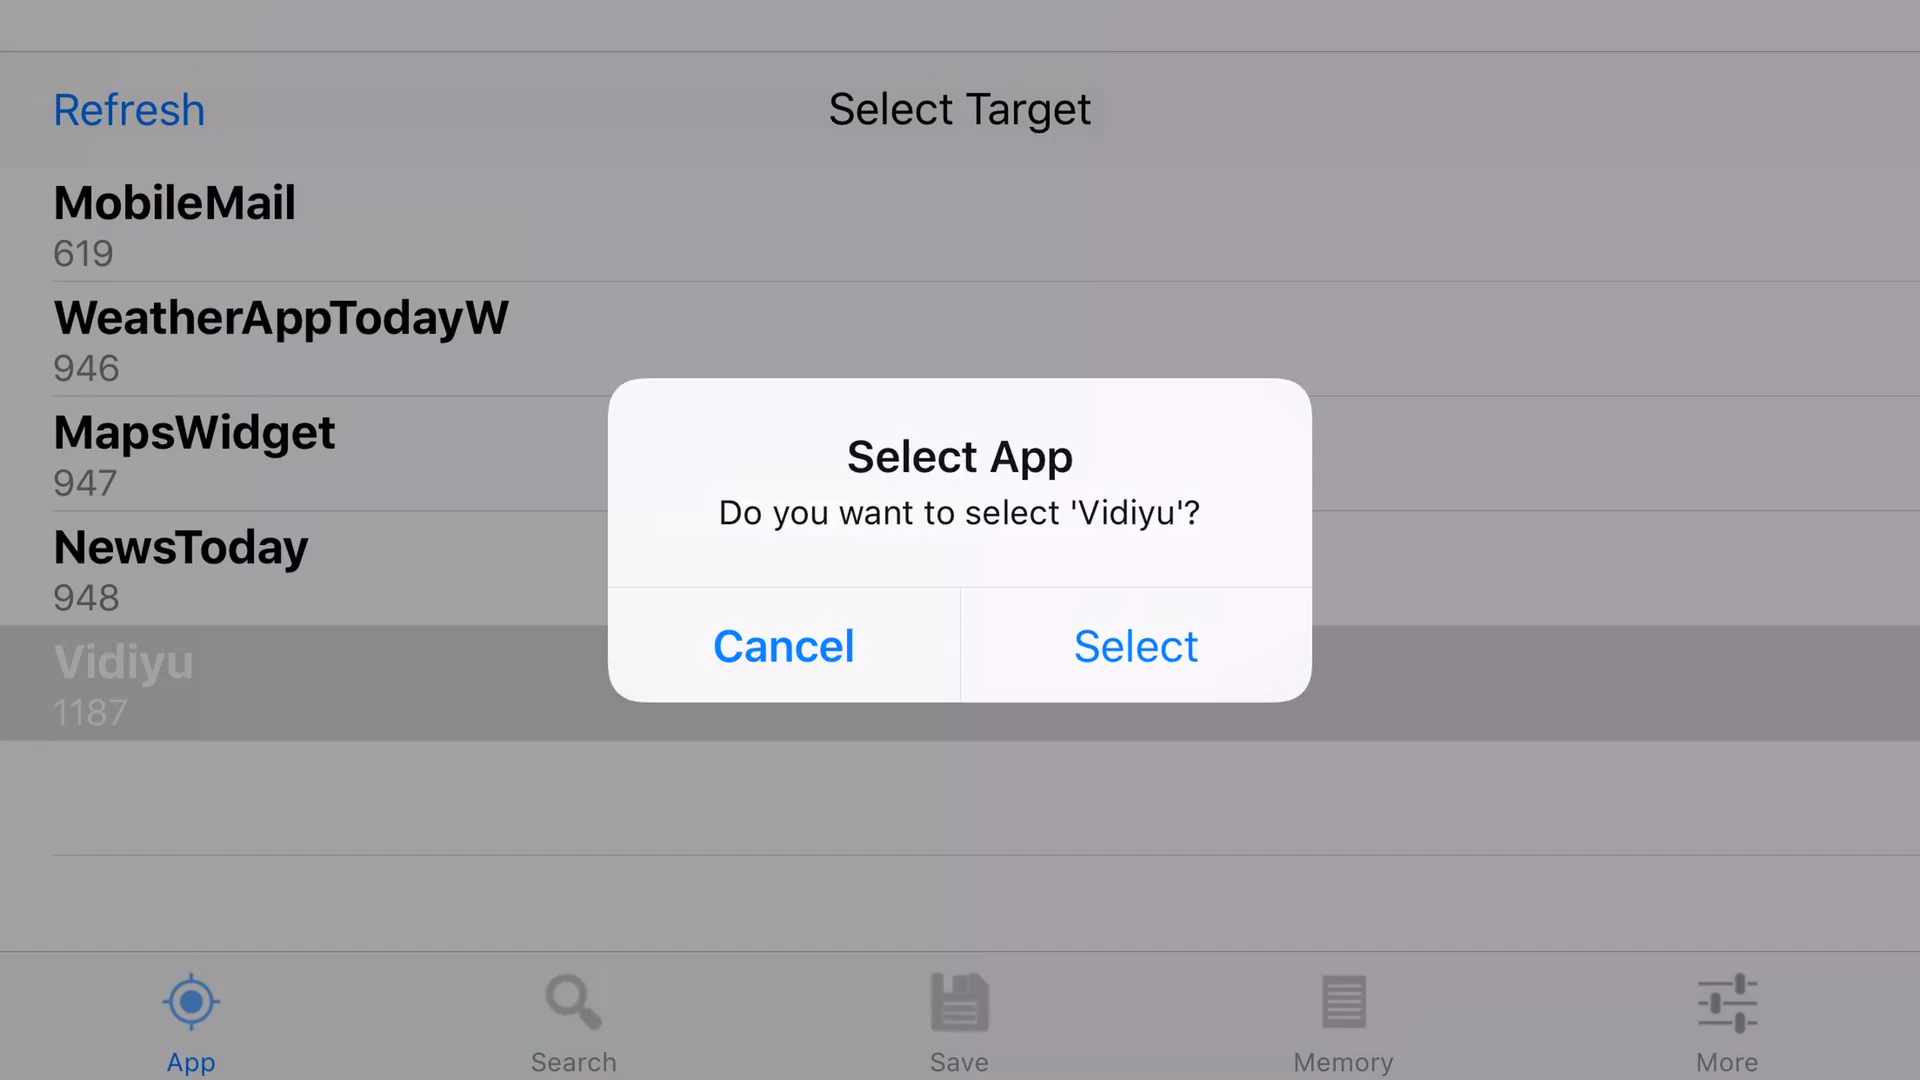 Refresh
Select Target
MobileMail
619
WeatherAppTodayW
946
MapsWidget
947
NewsToday
948
Vidiyu
1187
Select App
Do you want to select 'Vidiyu'?
Cancel
Select
App
Search
Save
Memory
More